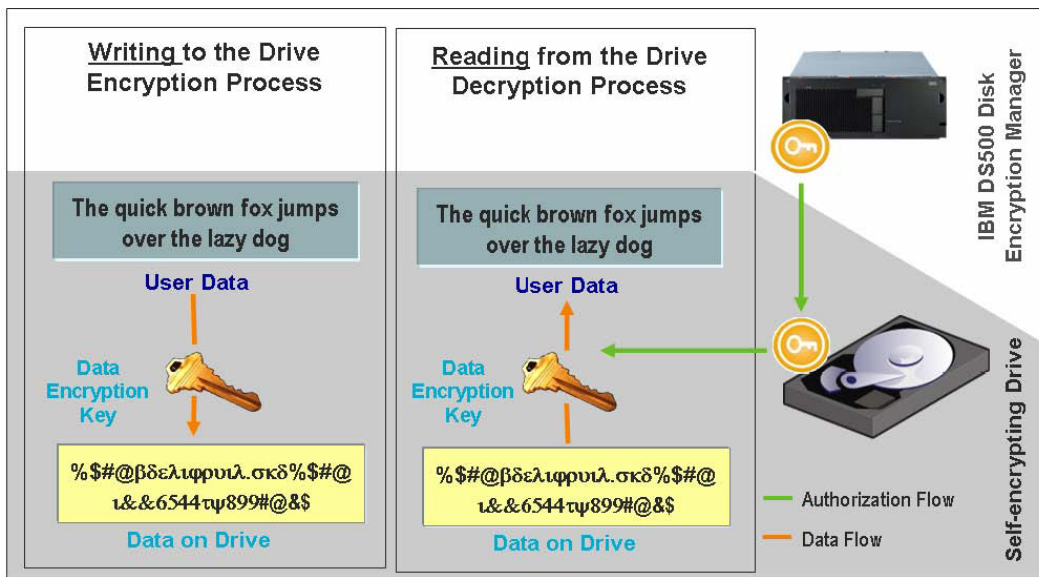 Writing to the Drive
Encryption Process
The quick brown fox jumps
over the lazy dog
User Data
Data
Encryption
Key
%$#@βδελιφρυιλ.σκδ%$#@
ι&&6544τψ899#@&$
Data on Drive
Reading from the Drive
Decryption Process
The quick brown fox jumps
over the lazy dog
User Data
Data
Encryption
Key
%$#@βδελιφρυιλ.σκδ%$#@
ι&&6544τψ899#@&$
Data on Drive
IBM DS500 Disk
Encryption Manager
Self-encrypting Drive
Authorization Flow
Data Flow